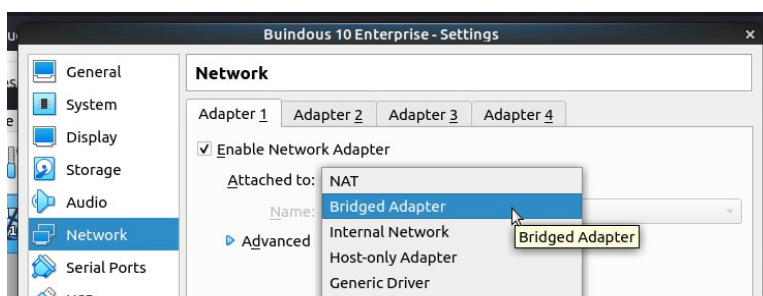 Buindous 10 Enterprise - Settings
General
Network
System
Adapter 1 Adapter 2 Adapter 3 Adapter 4
Display
Enable Network Adapter
Storage
Attached to: NAT
Audio
Name: Bridged Adapter
Network
Internal Network
Bridged Adapter
Advanced
Host-only Adapter
Serial Ports
Generic Driver